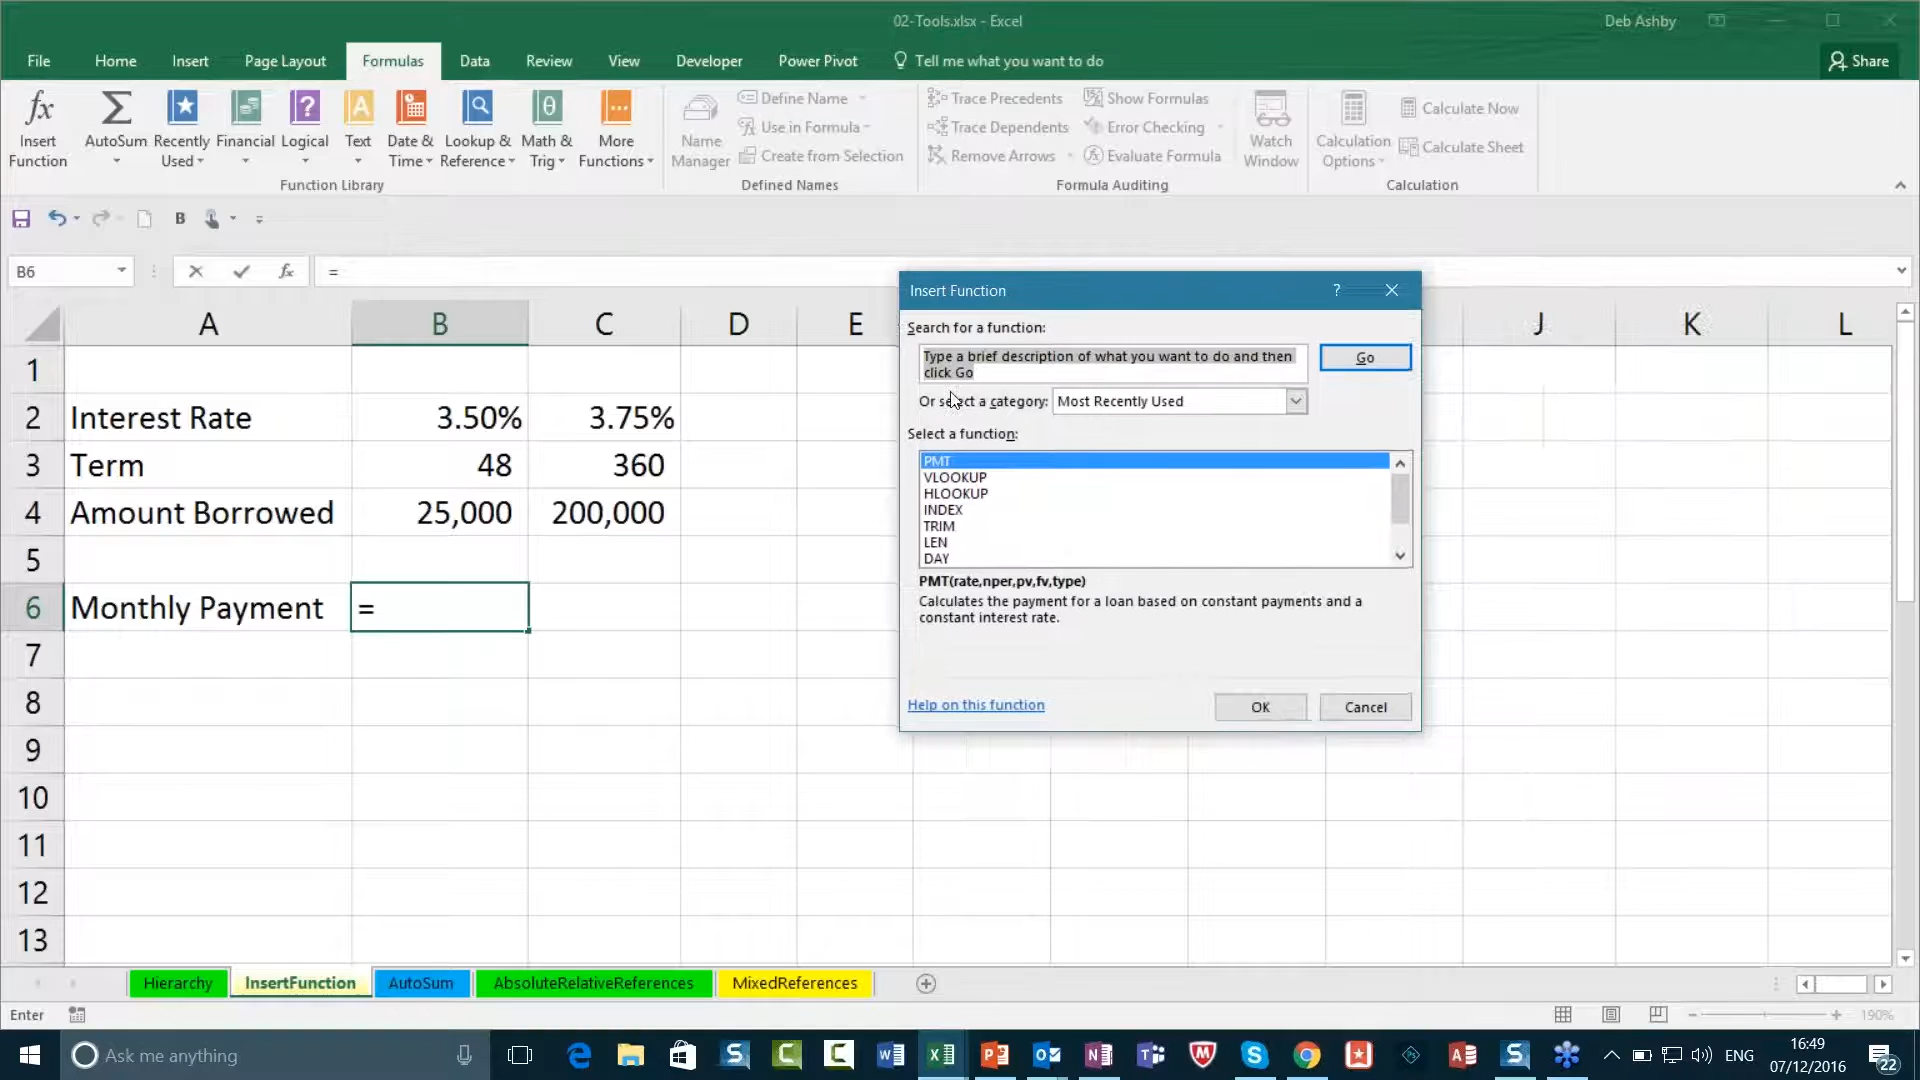 02-Tools.xlsx - Excel
Deb Ashby
File Home Insert Page Layout Formulas Data Review View Developer Power Pivot Tell me what you want to do
Share
fx
Insert Function
AutoSum
Recently Used
Financial
Logical
Text
Date & Time
Lookup & Reference
Math & Trig
More Functions
Function Library
Name Manager
Define Name
Use in Formula
Create from Selection
Defined Names
Trace Precedents
Trace Dependents
Remove Arrows
Show Formulas
Error Checking
Evaluate Formula
Formula Auditing
Watch Window
Calculation Options
Calculate Now
Calculate Sheet
Calculation
B
B6
fx
=
A B C D E J K L
1
2 Interest Rate 3.50% 3.75%
3 Term 48 360
4 Amount Borrowed 25,000 200,000
5
6 Monthly Payment =
7
8
9
10
11
12
13
Insert Function
?
Search for a function:
Type a brief description of what you want to do and then
click Go
Go
Or select a category: Most Recently Used
Select a function:
PMT
VLOOKUP
HLOOKUP
INDEX
TRIM
LEN
DAY
PMT(rate,nper,pv,fv,type)
Calculates the payment for a loan based on constant payments and a
constant interest rate.
Help on this function
OK
Cancel
Hierarchy InsertFunction AutoSum AbsoluteRelativeReferences MixedReferences
Enter
190%
Ask me anything
ENG
16:49
07/12/2016
22